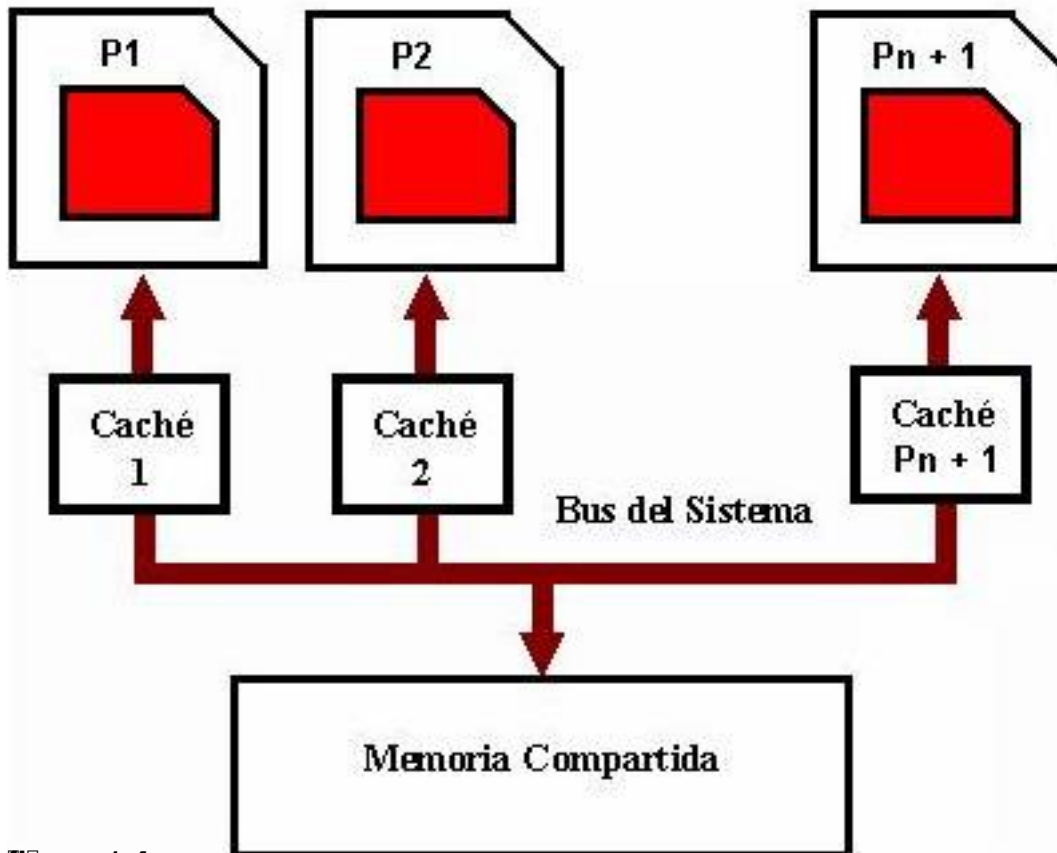 P1
P2
Pn + 1
Caché
1
Caché
2
Caché
Pn + 1
Bus del Sistema
Memoria Compartida